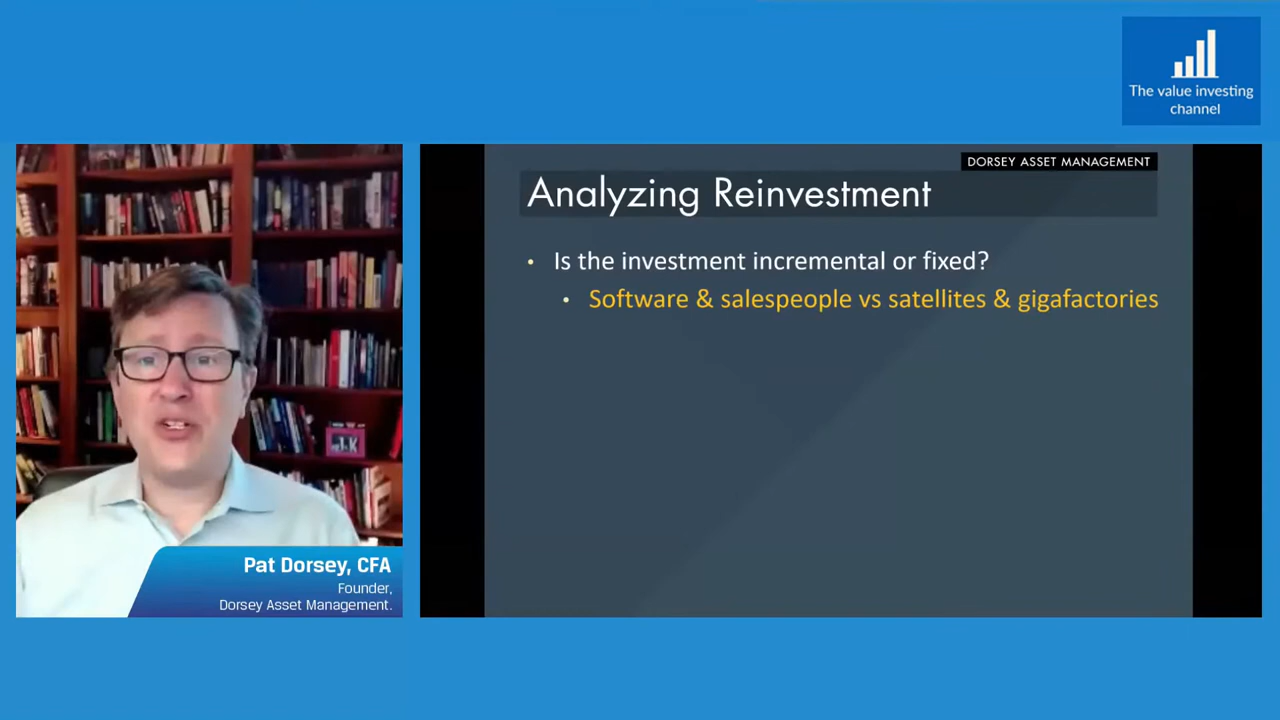 The value investing
channel
DORSEY ASSET MANAGEMENT
Analyzing Reinvestment
• Is the investment incremental or fixed?
• Software & salespeople vs satellites & gigafactories
Pat Dorsey, CFA
Founder,
Dorsey Asset Management.